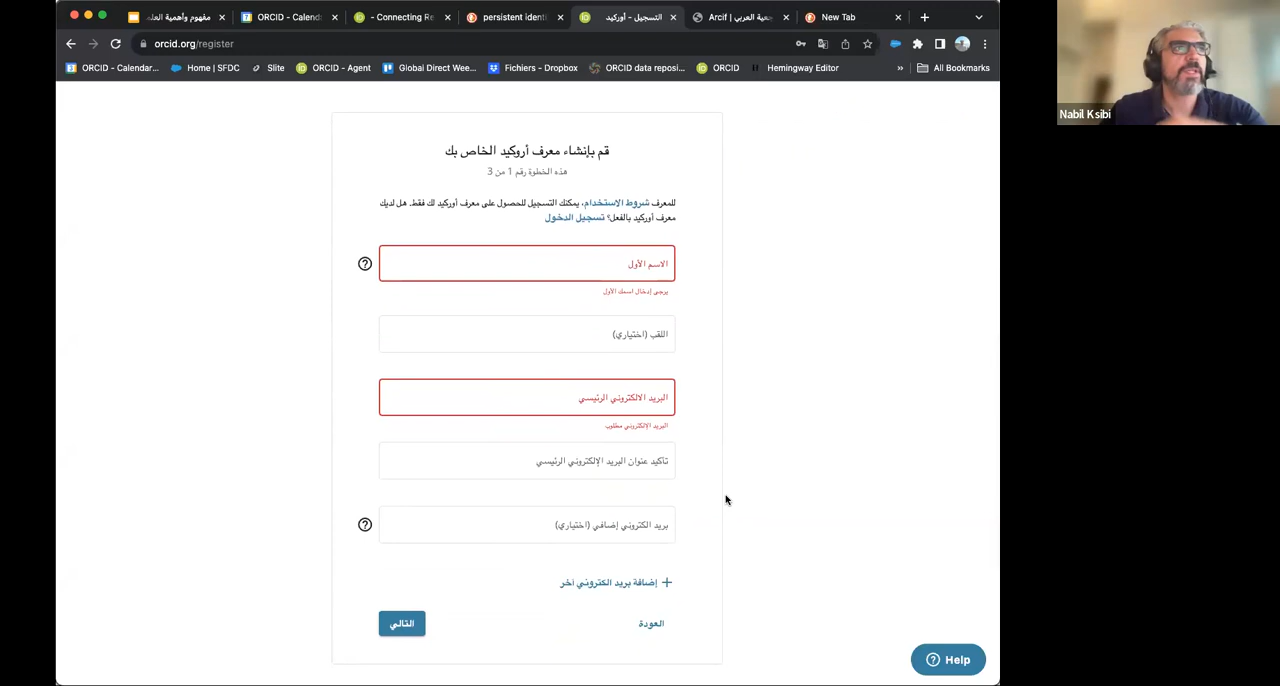 مفهوم وأهمية العلم
ORCID - Calend
- Connecting Re
persistent identi
التسجيل - أوركيد
Arcif | جعية العربي
New Tab
orcid.org/register
ORCID - Calendar...
Home | SFDC
Slite
ORCID - Agent
Global Direct Wee...
Fichiers - Dropbox
ORCID data reposi...
ORCID
Hemingway Editor
»
All Bookmarks
Nabil Ksibi
قم بإنشاء معرف أروكيد الخاص بك
هذه الخطوة رقم 1 من 3
للمعرف شروط الاستخدام، يمكنك التسجيل للحصول على معرف أوركيد لك فقط. هل لديك
معرف أوركيد بالفعل؟ تسجيل الدخول
الاسم الأول
يرجى إدخال اسمك الأول
اللقب (اختياري)
البريد الالكتروني الرئيسي
البريد الإلكتروني مطلوب
تأكيد عنوان البريد الإلكتروني الرئيسي
بريد الكتروني إضافي (اختياري)
+ إضافة بريد الكتروني آخر
العودة
التالي
Help